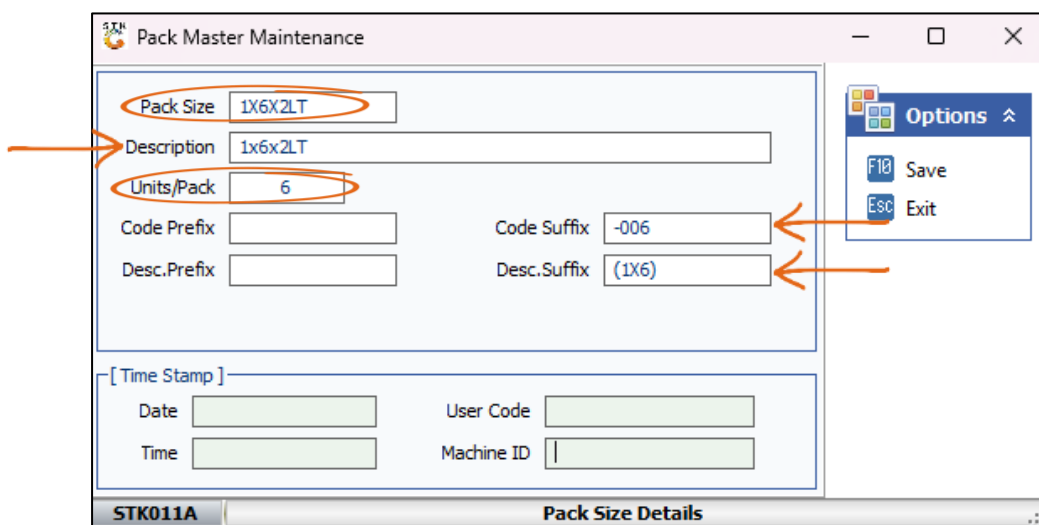 STK
Pack Master Maintenance
Pack Size 1X6X2LT
Description 1x6x2LT
Units/Pack 6
Code Prefix Code Suffix -006
Desc.Prefix Desc.Suffix (1X6)
[ Time Stamp ]
Date User Code
Time Machine ID
Options
F10 Save
Esc Exit
STK011A Pack Size Details